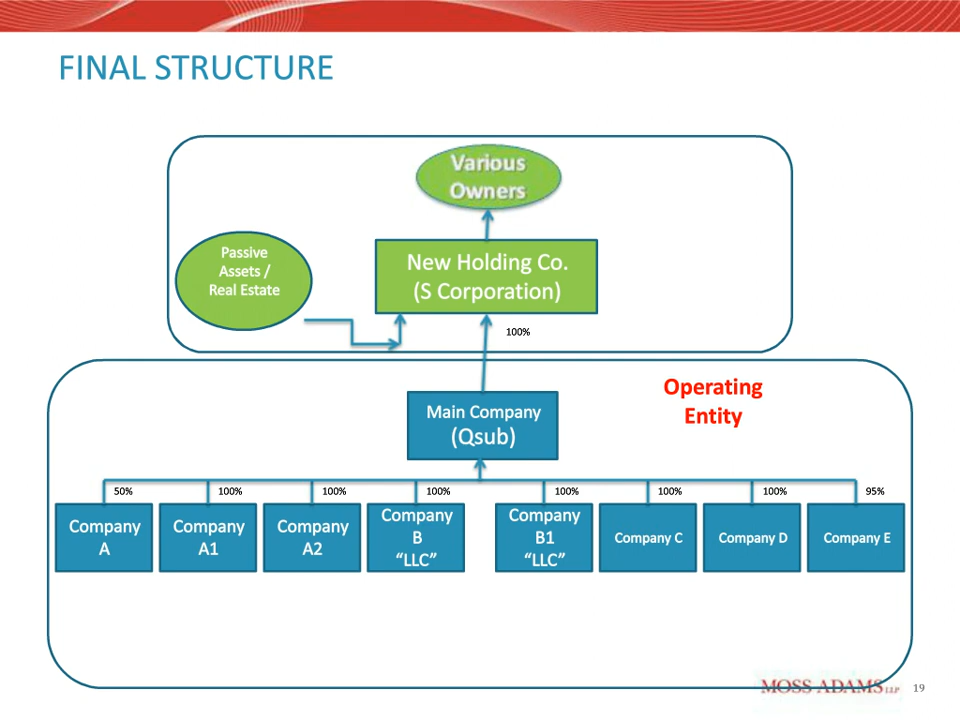 FINAL STRUCTURE
Various
Owners
Passive
Assets /
Real Estate
New Holding Co.
(S Corporation)
100%
Operating
Entity
Main Company
(Qsub)
50%
100%
100%
100%
100%
100%
100%
95%
Company
A
Company
A1
Company
A2
Company
B
“LLC”
Company
B1
“LLC”
Company C
Company D
Company E
MOSS ADAMS LLP
19